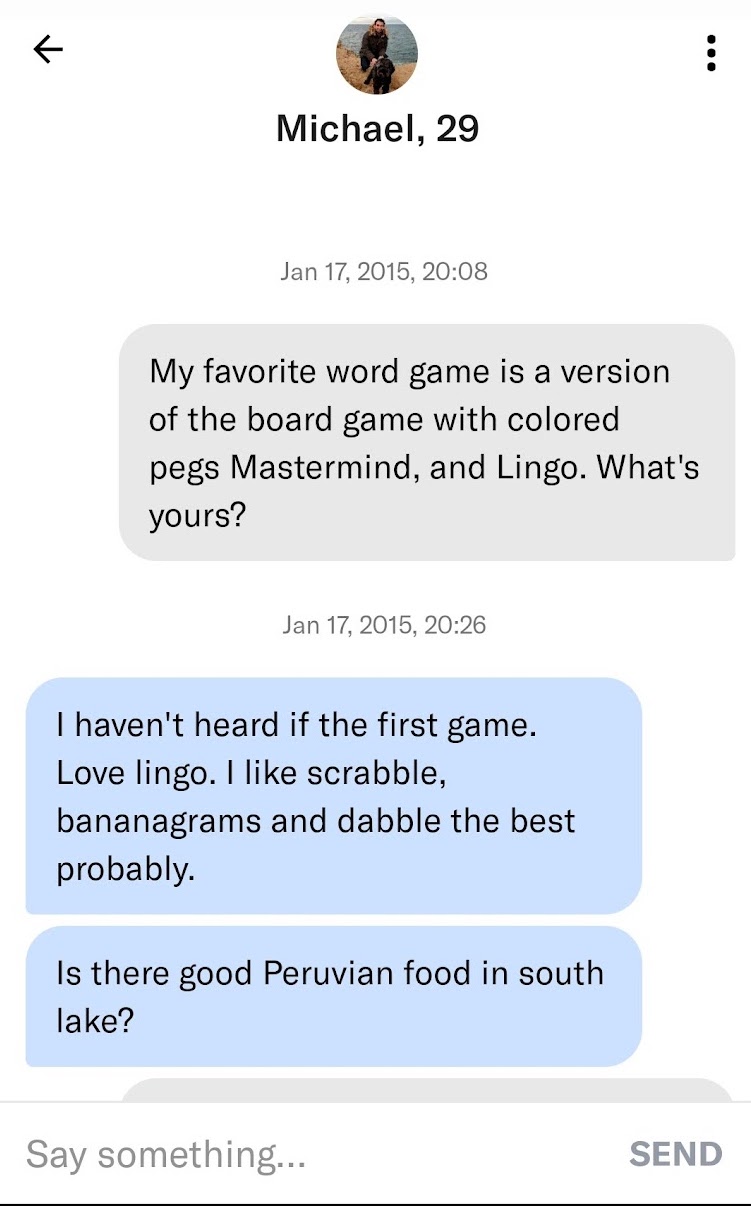 Michael, 29
Jan 17, 2015, 20:08
My favorite word game is a version
of the board game with colored
pegs Mastermind, and Lingo. What's
yours?
Jan 17, 2015, 20:26
I haven't heard if the first game.
Love lingo. I like scrabble,
bananagrams and dabble the best
probably.
Is there good Peruvian food in south
lake?
Say something...
SEND